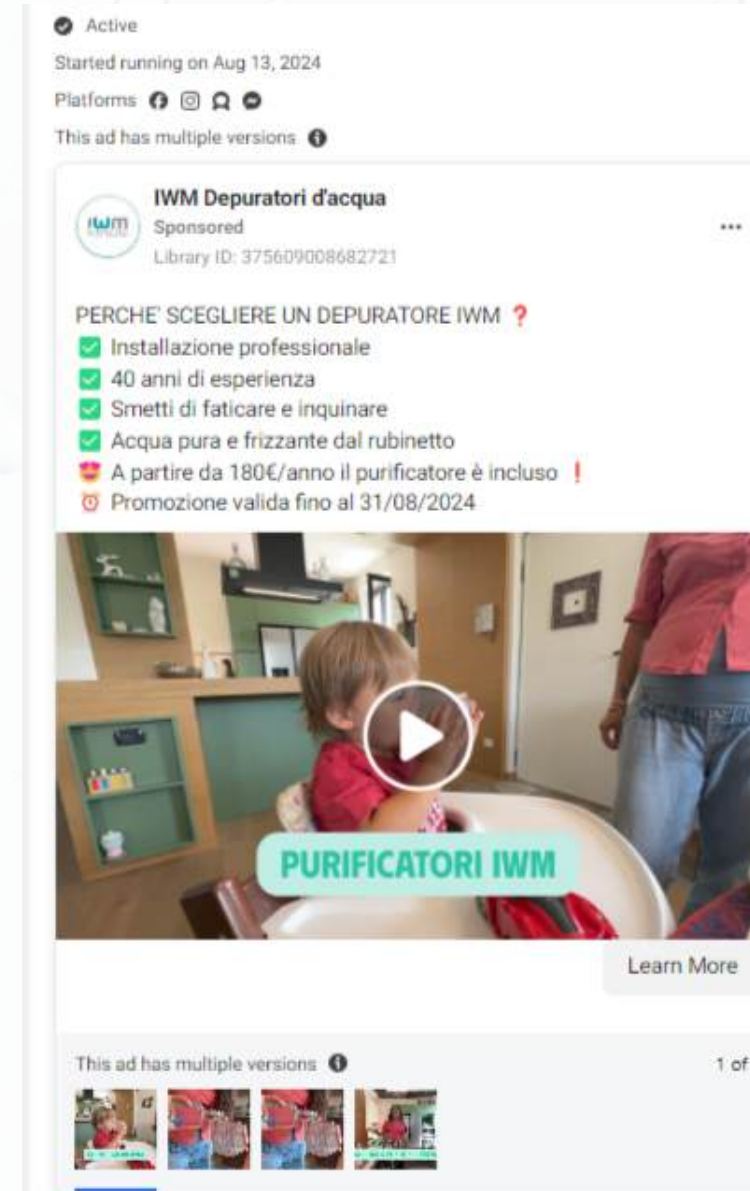 Active
Started running on Aug 13, 2024
Platforms
This ad has multiple versions
iwm
IWM Depuratori d'acqua
Sponsored
Library ID: 375609008682721
PERCHE' SCEGLIERE UN DEPURATORE IWM ❓
✅ Installazione professionale
✅ 40 anni di esperienza
✅ Smetti di faticare e inquinare
✅ Acqua pura e frizzante dal rubinetto
😍 A partire da 180€/anno il purificatore è incluso ❗
⏰ Promozione valida fino al 31/08/2024
PURIFICATORI IWM
Learn More
This ad has multiple versions
1 of